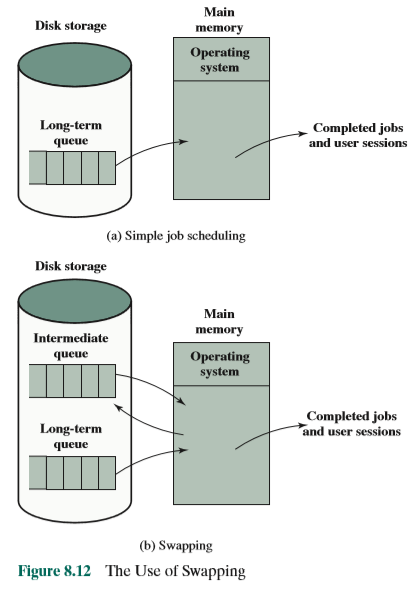 Disk storage
Main
memory
Operating
system
Long-term
queue
Completed jobs
and user sessions
(a) Simple job scheduling
Disk storage
Main
memory
Intermediate
queue
Operating
system
Long-term
queue
Completed jobs
and user sessions
(b) Swapping
Figure 8.12 The Use of Swapping